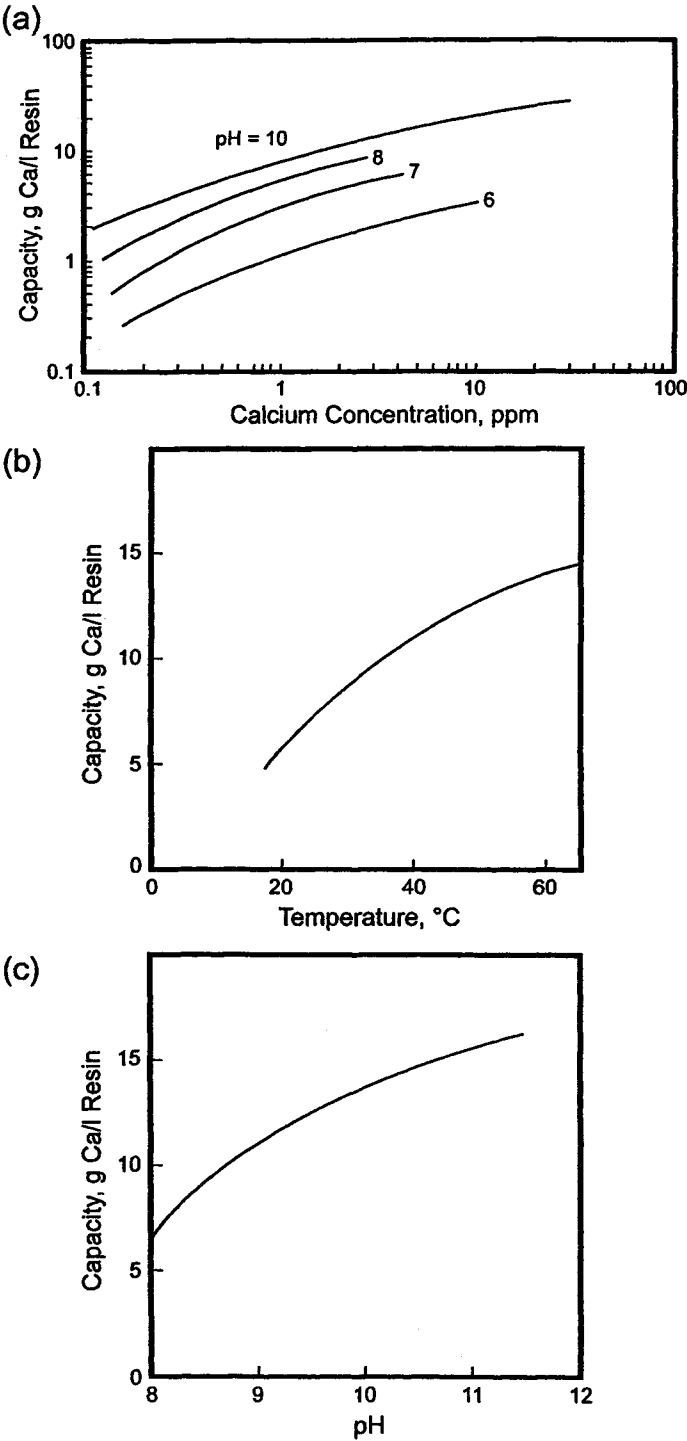 (a)
100
10
1
0.1
Capacity, g Ca/l Resin
pH = 10
8
7
6
0.1
1
10
100
Calcium Concentration, ppm
(b)
15
10
5
0
Capacity, g Ca/l Resin
0
20
40
60
Temperature, °C
(c)
15
10
5
0
Capacity, g Ca/l Resin
8
9
10
11
12
pH